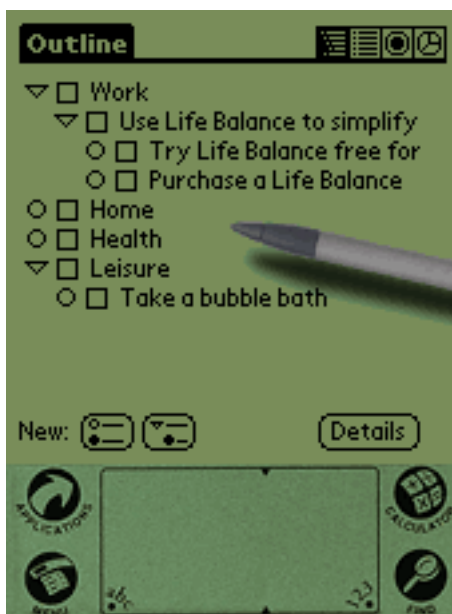 Outline
Work
Use Life Balance to simplify
Try Life Balance free for
Purchase a Life Balance
Home
Health
Leisure
Take a bubble bath
New:
Details
APPLICATIONS
CALCULATOR
MENU
abc
123
FIND